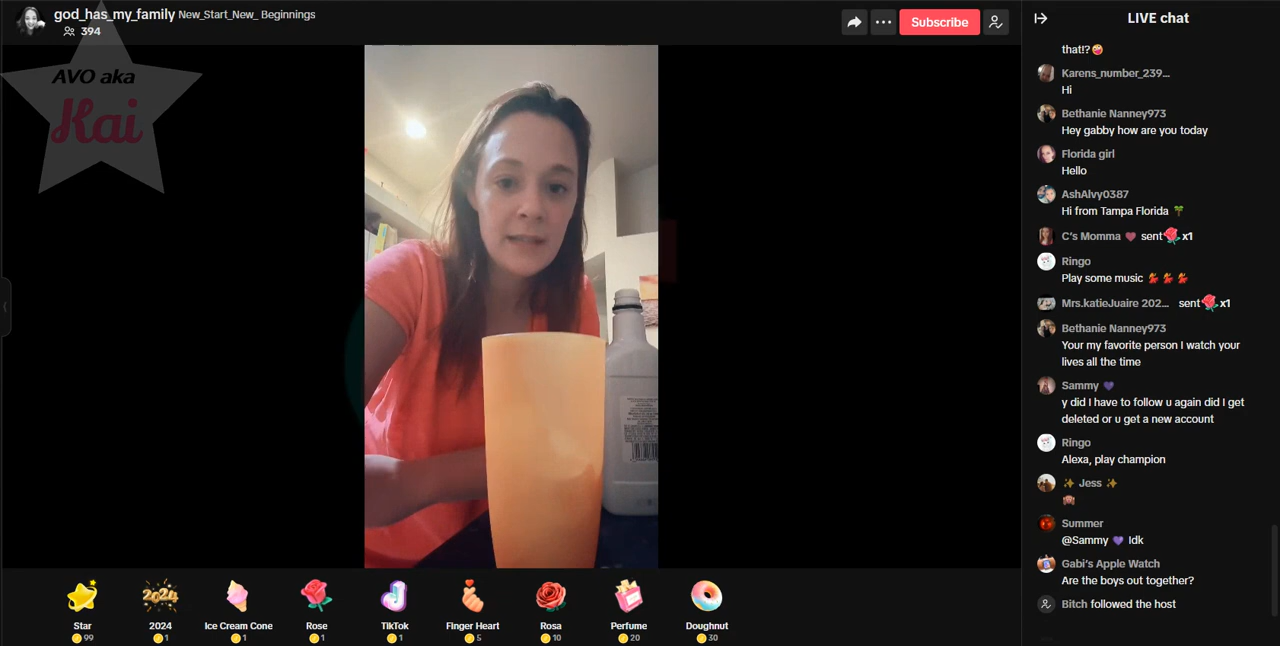 god_has_my_family New_Start_New_ Beginnings
394
Subscribe
LIVE chat
AVO aka
Kai
that!?🤪
Karens_number_239...
Hi
Bethanie Nanney973
Hey gabby how are you today
Florida girl
Hello
AshAlvy0387
Hi from Tampa Florida 🌴
C's Momma ❤️ sent🌹x1
Ringo
Play some music 💃💃💃
Mrs.katieJuaire 202... sent🌹x1
Bethanie Nanney973
Your my favorite person I watch your
lives all the time
Sammy 💜
y did I have to follow u again did I get
deleted or u get a new account
Ringo
Alexa, play champion
✨ Jess ✨
🙈
Summer
@Sammy 💜 Idk
Gabi's Apple Watch
Are the boys out together?
Bitch followed the host
Star
99
2024
1
Ice Cream Cone
1
Rose
1
TikTok
1
Finger Heart
5
Rosa
10
Perfume
20
Doughnut
30